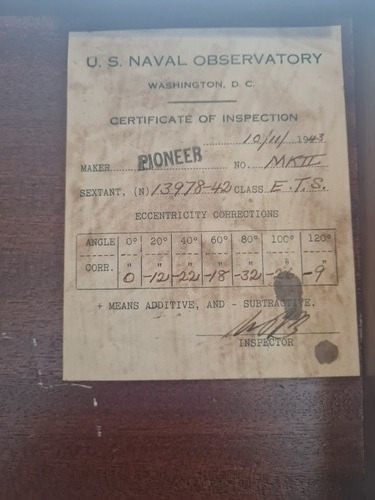 U. S. NAVAL OBSERVATORY
WASHINGTON, D. C.
CERTIFICATE OF INSPECTION
10/11/ 1943
MAKER PIONEER NO. MKII
SEXTANT, (N) 13978-42 CLASS E.T.S.
ECCENTRICITY CORRECTIONS
ANGLE 0° 20° 40° 60° 80° 100° 120°
" " " " " " "
CORR. 0 -12 -22 -18 -32 -9
+ MEANS ADDITIVE, AND - SUBTRACTIVE.
INSPECTOR